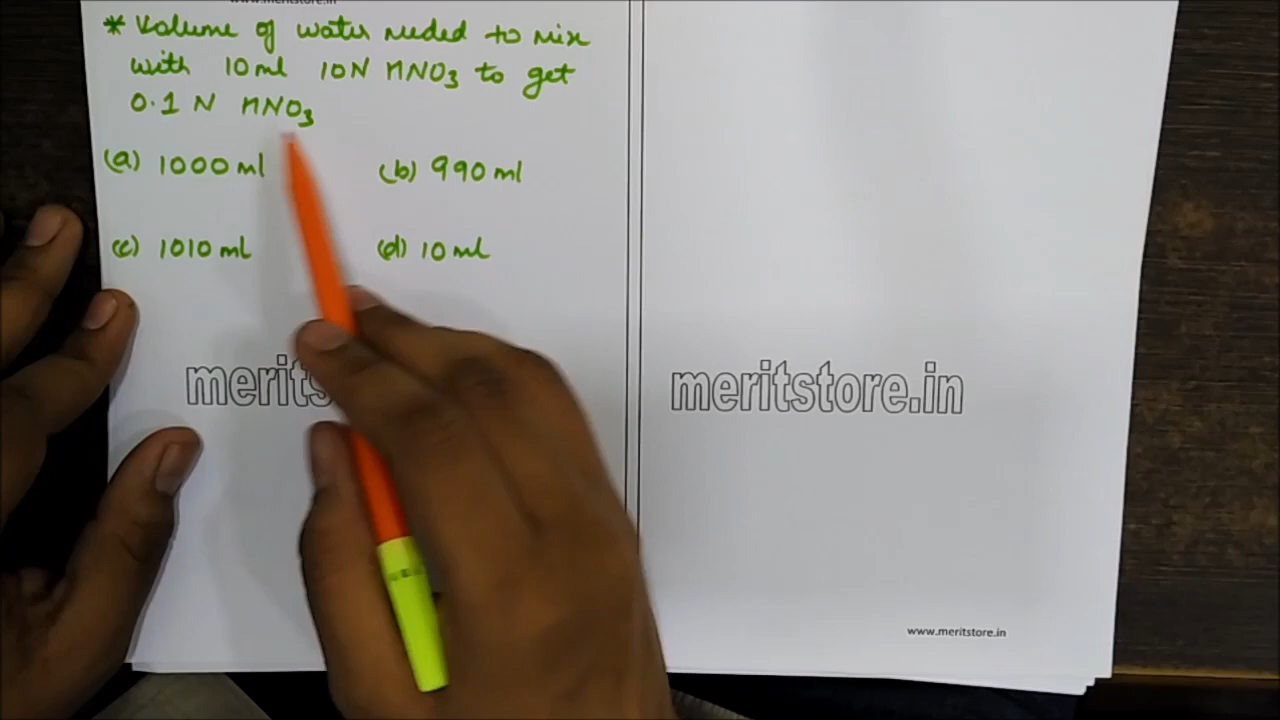 www.meritstore.in
* Volume of water needed to mix
with 10 ml 10N HNO3 to get
0.1 N HNO3
(a) 1000 ml (b) 990 ml
(c) 1010 ml (d) 10 ml
merits
meritstore.in
www.meritstore.in